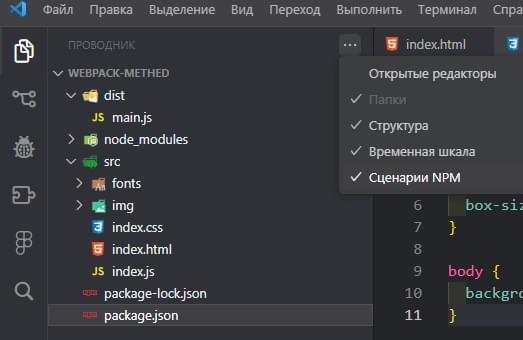 Файл Правка Выделение Вид Переход Выполнить Терминал Спра
ПРОВОДНИК
index.html
WEBPACK-METHED
dist
JS main.js
node_modules
src
fonts
img
index.css
index.html
JS index.js
package-lock.json
package.json
Открытые редакторы
Папки
Структура
Временная шкала
Сценарии NPM
6 box-siz
7 }
8
9 body {
10 backgro
11 }